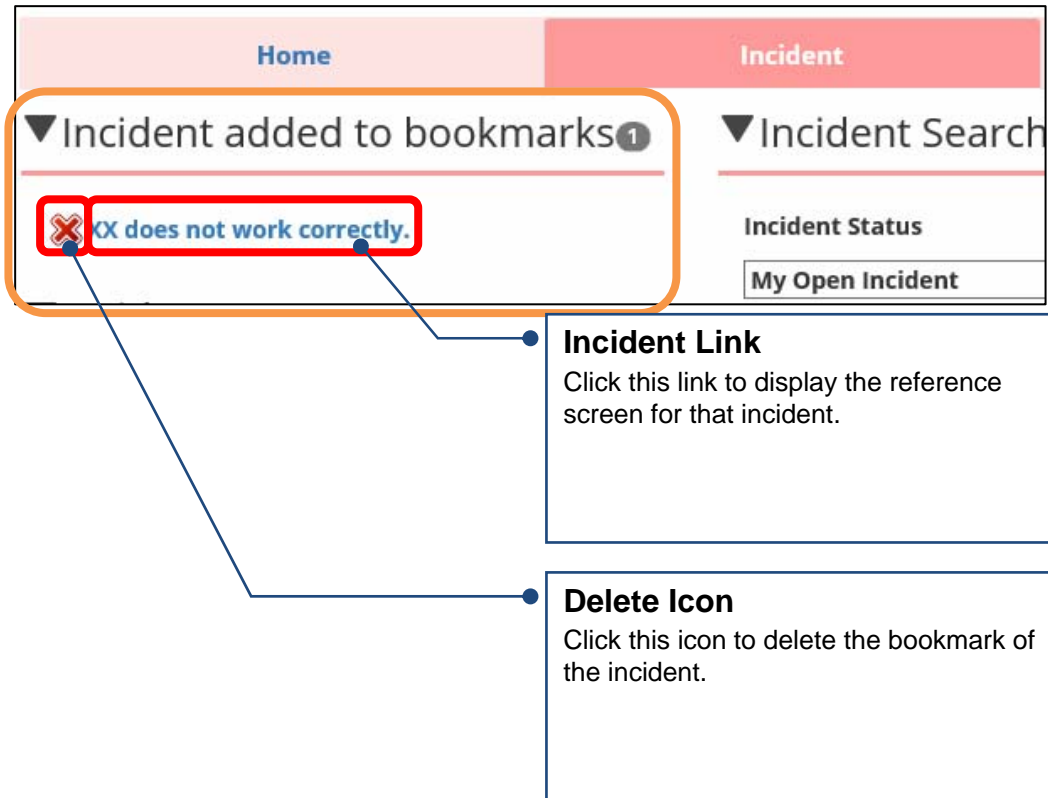 Home
Incident
▼Incident added to bookmarks 1
▼Incident Search
XX does not work correctly.
Incident Status
My Open Incident
Incident Link
Click this link to display the reference
screen for that incident.
Delete Icon
Click this icon to delete the bookmark of
the incident.